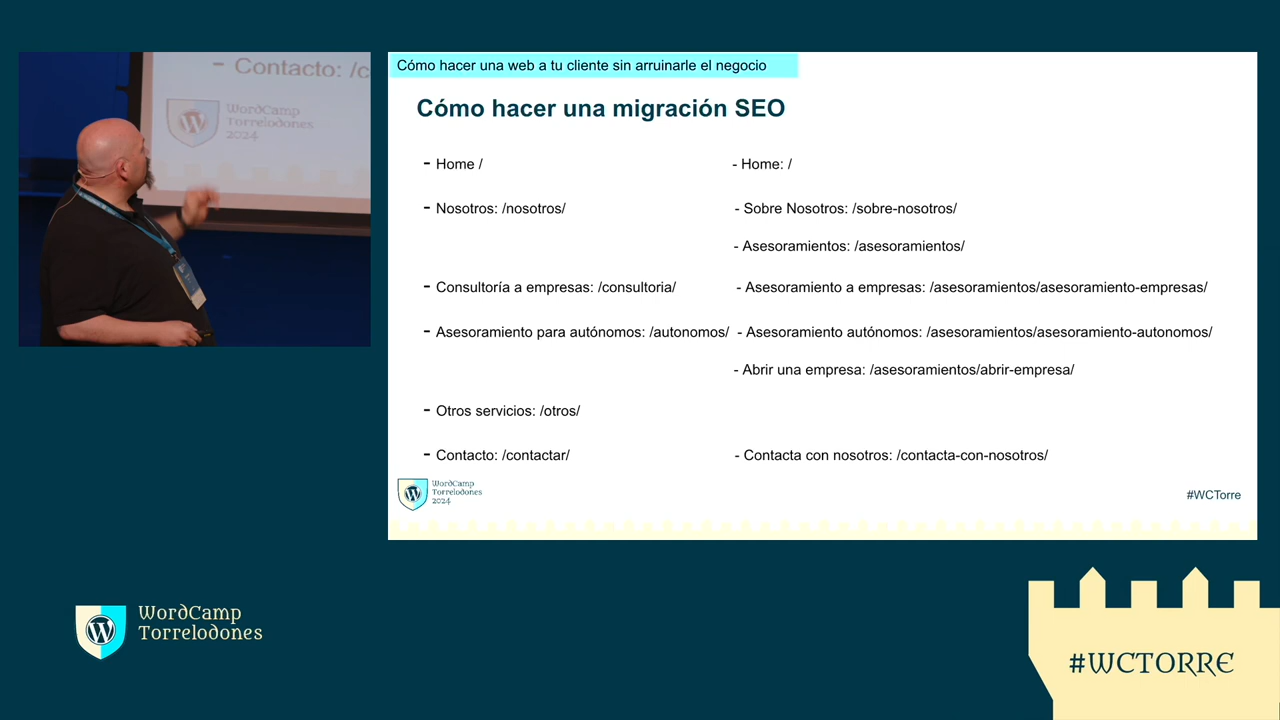 Contacto: /c
WordCamp
Torrelodones
2024
Cómo hacer una web a tu cliente sin arruinarle el negocio
Cómo hacer una migración SEO
- Home /
- Home: /
- Nosotros: /nosotros/
- Sobre Nosotros: /sobre-nosotros/
- Asesoramientos: /asesoramientos/
- Consultoría a empresas: /consultoria/
- Asesoramiento a empresas: /asesoramientos/asesoramiento-empresas/
- Asesoramiento para autónomos: /autonomos/
- Asesoramiento autónomos: /asesoramientos/asesoramiento-autonomos/
- Abrir una empresa: /asesoramientos/abrir-empresa/
- Otros servicios: /otros/
- Contacto: /contactar/
- Contacta con nosotros: /contacta-con-nosotros/
WordCamp
Torrelodones
2024
#WCTorre
WordCamp
Torrelodones
#WCTORRE